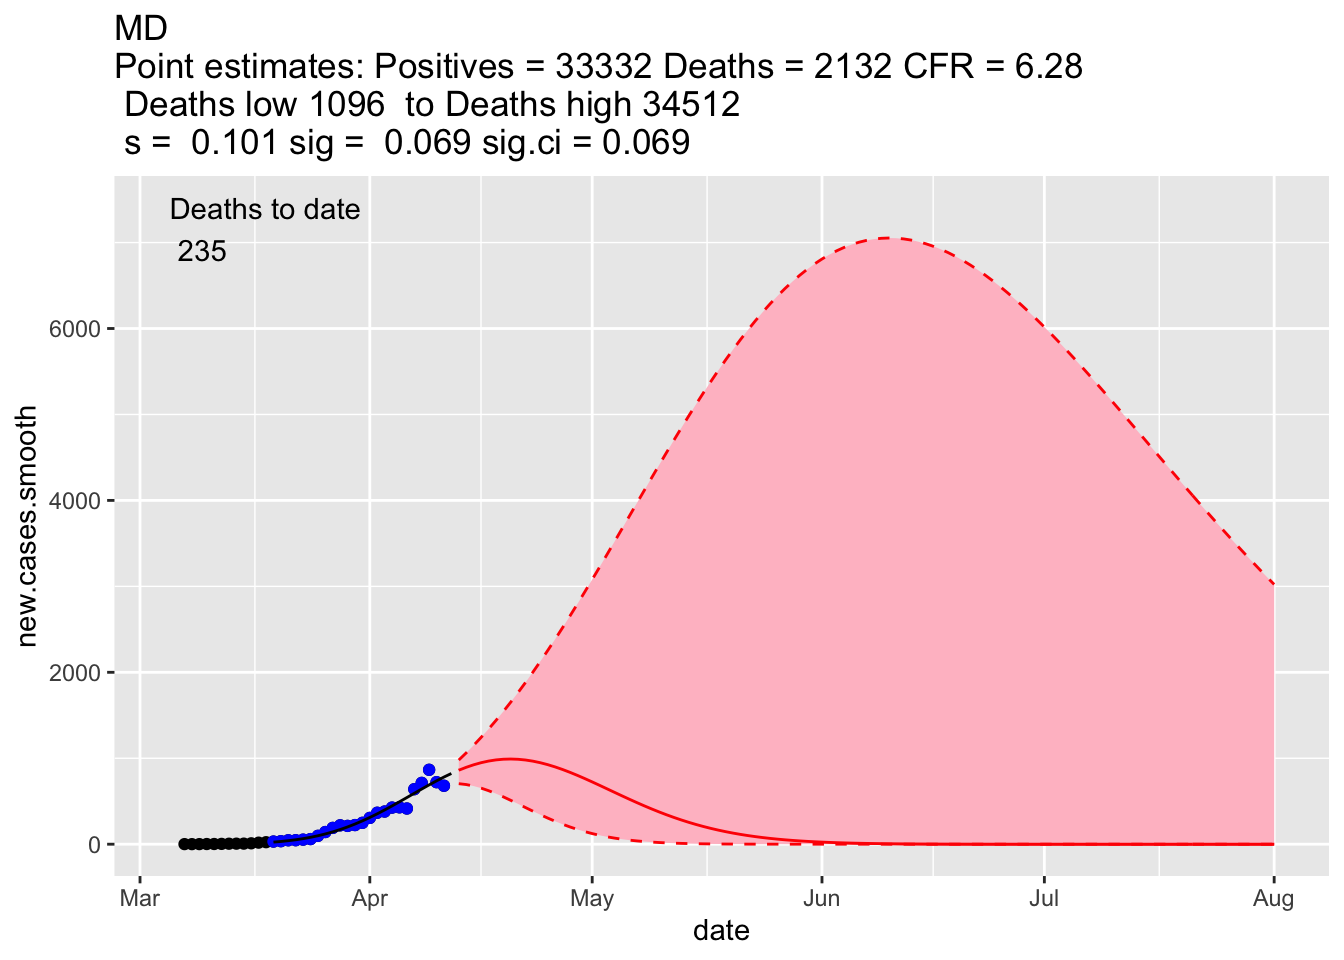 MD
Point estimates: Positives = 33332 Deaths = 2132 CFR = 6.28
Deaths low 1096  to Deaths high 34512
s =  0.101 sig =  0.069 sig.ci = 0.069
Deaths to date
235
6000
4000
2000
0
new.cases.smooth
Mar Apr May Jun Jul Aug
date